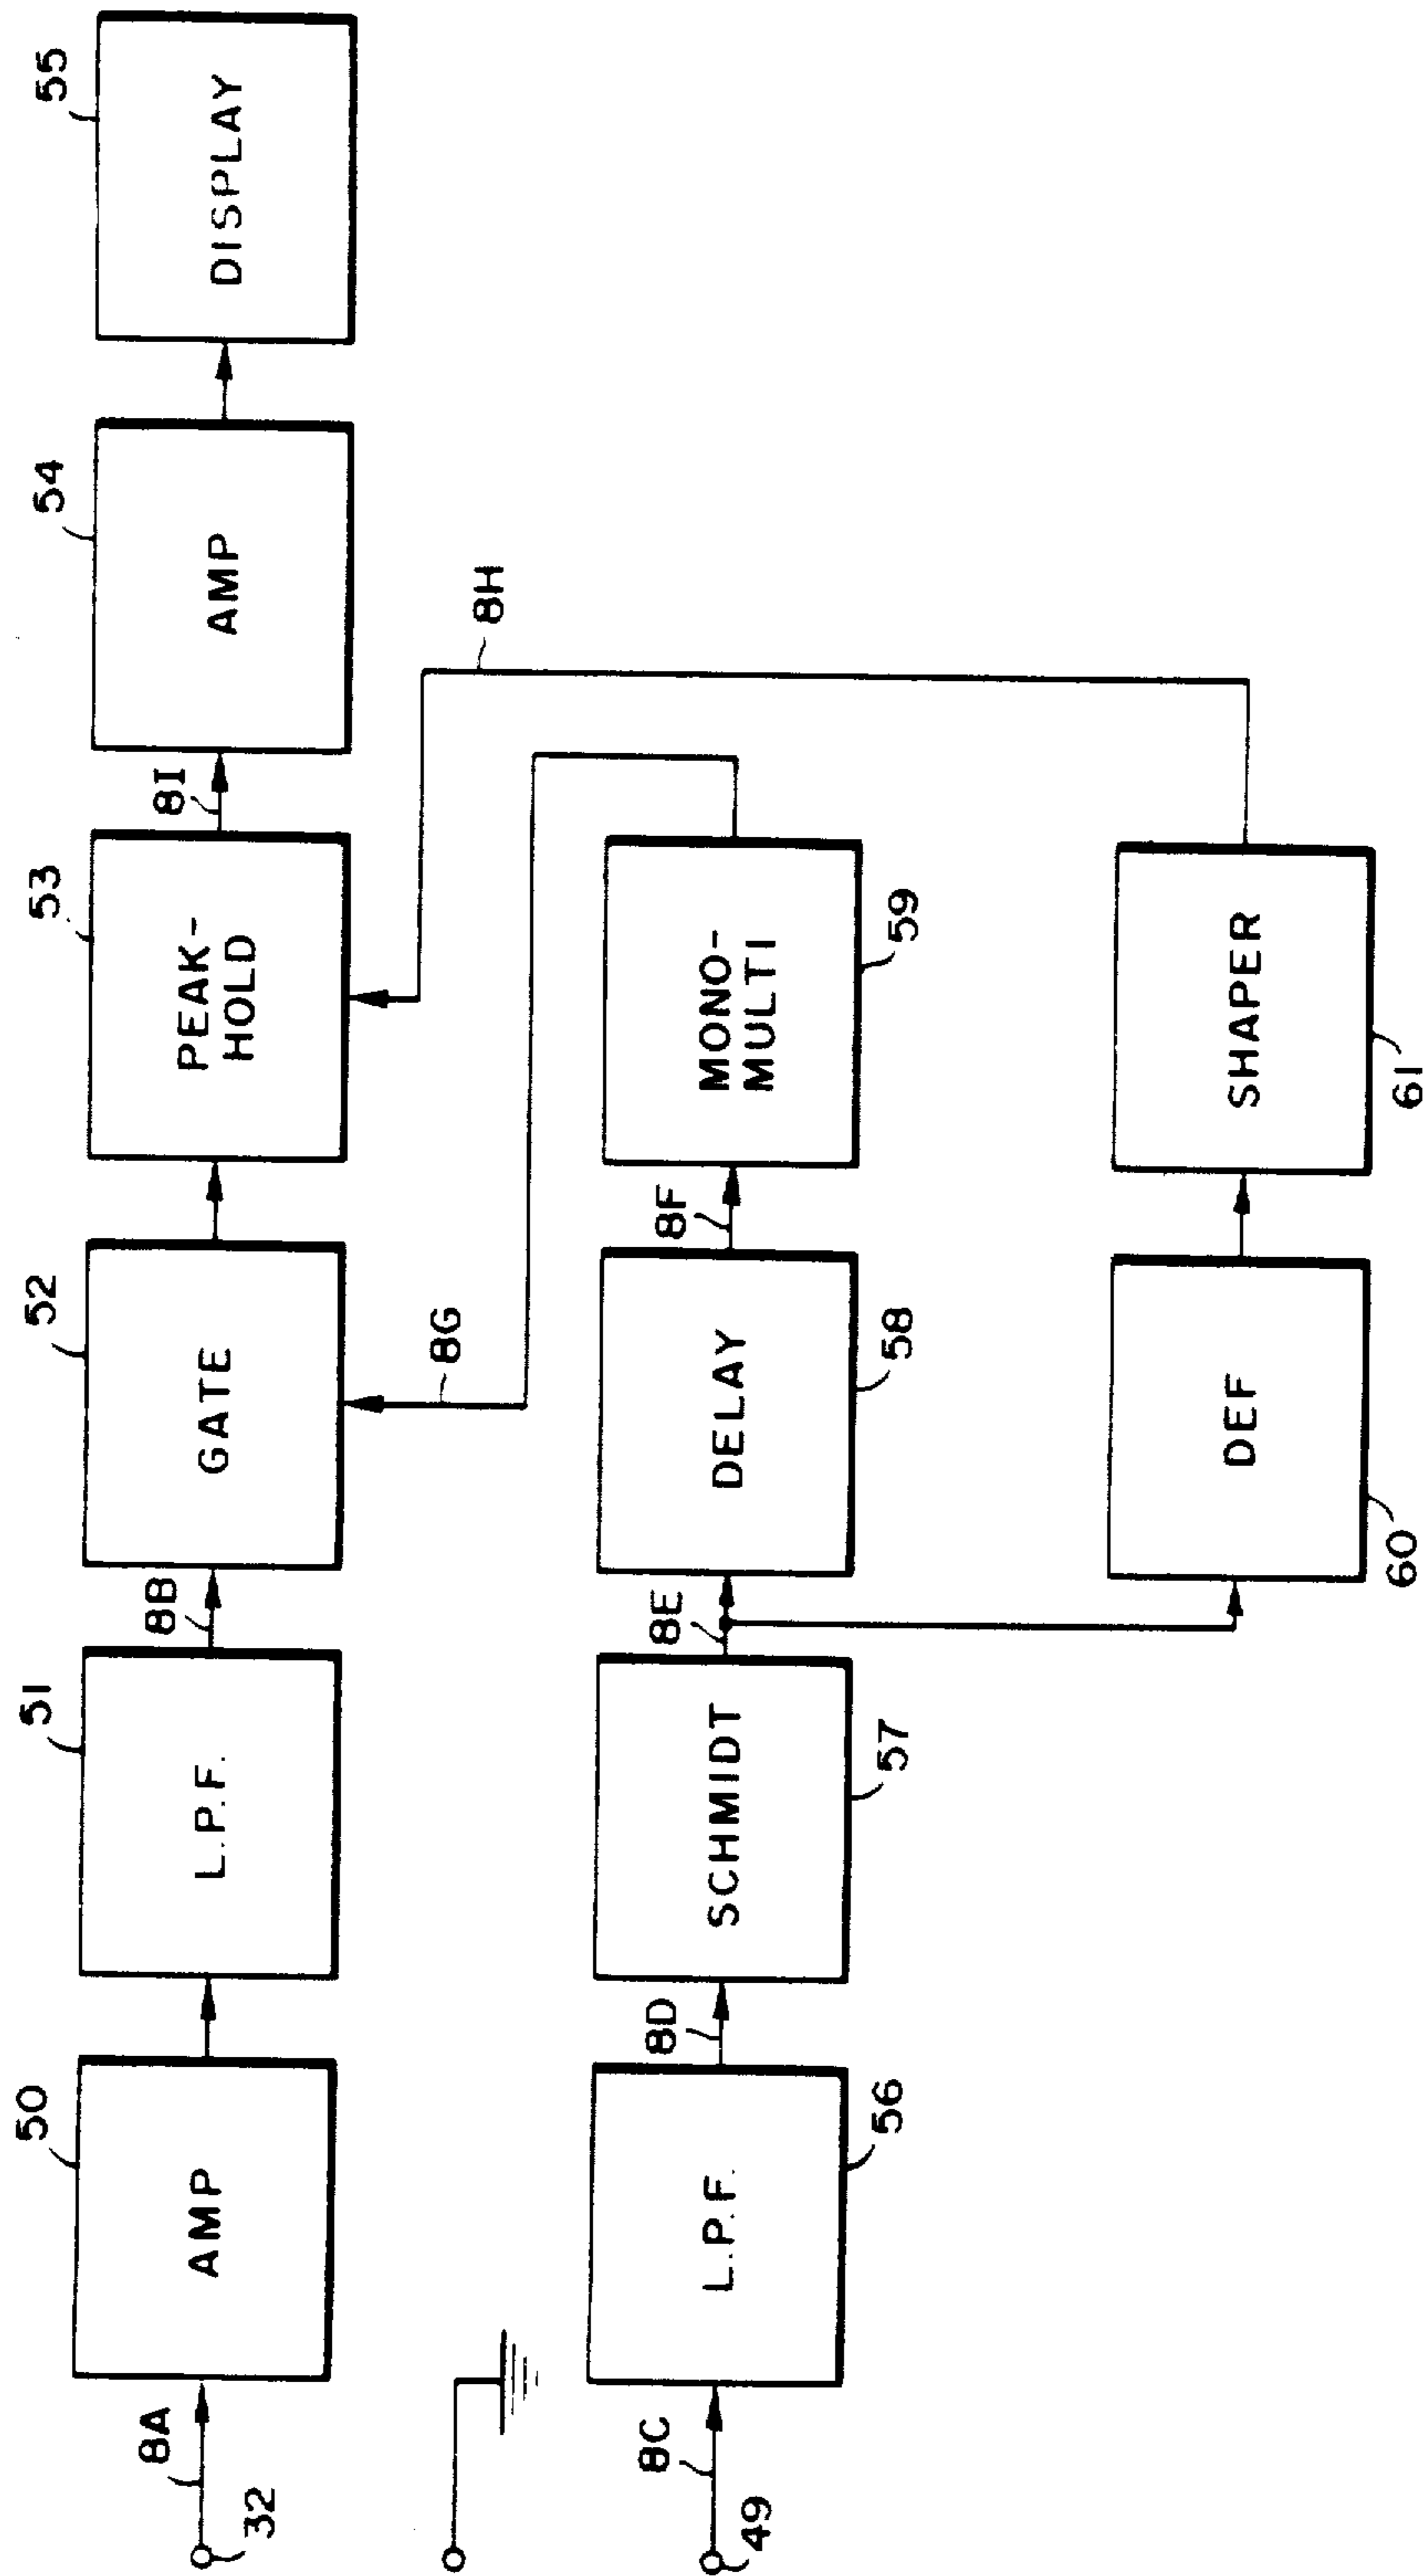 32
8A
50
AMP
51
L.P.F.
8B
52
GATE
53
PEAK-
HOLD
8I
54
AMP
55
DISPLAY
8G
8H
49
8C
56
L.P.F.
8D
57
SCHMIDT
8E
58
DELAY
8F
59
MONO-
MULTI
60
DEF
61
SHAPER